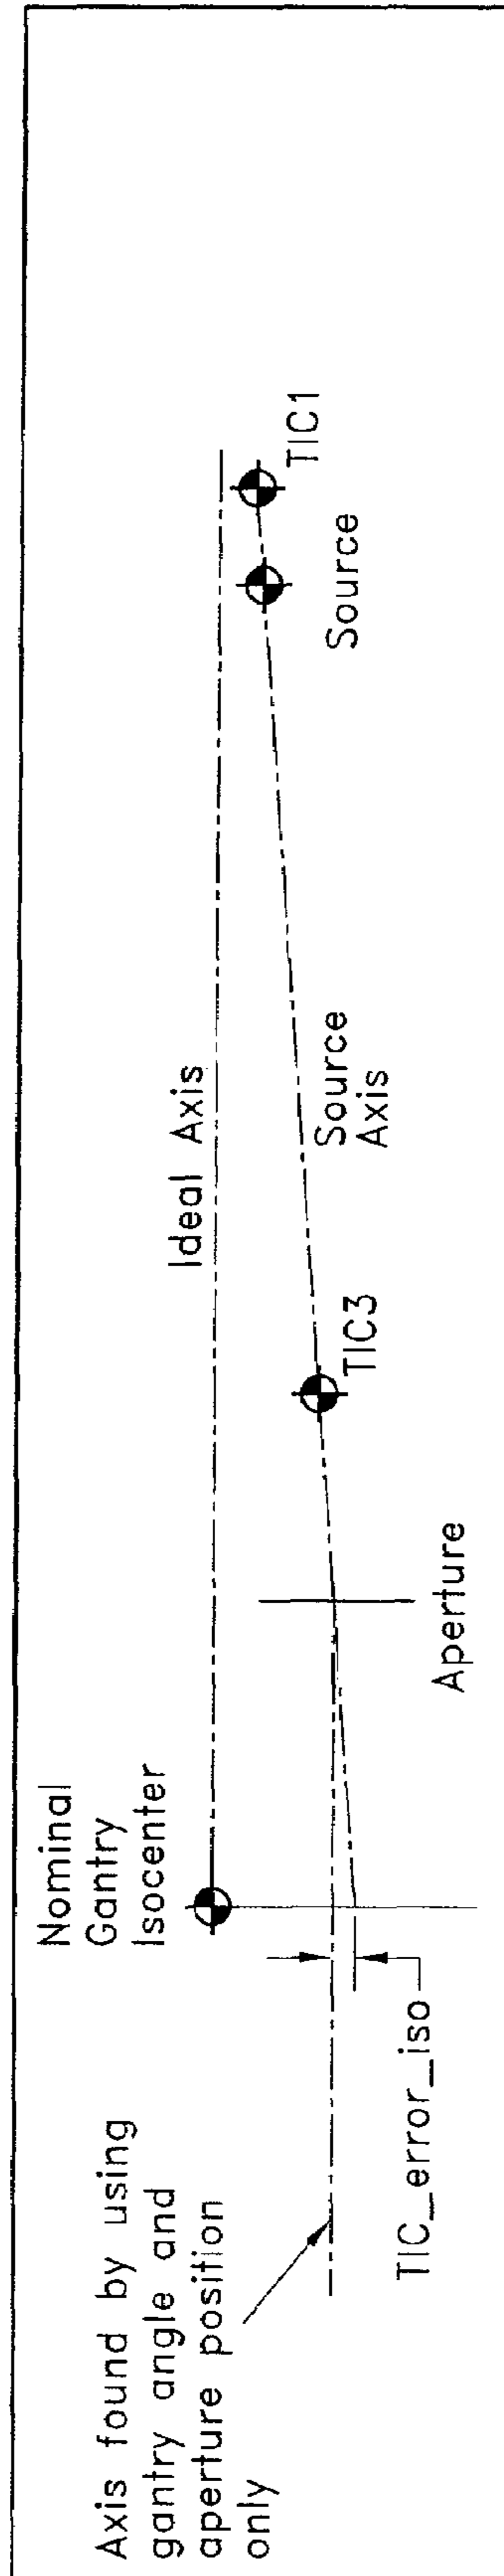 Axis found by using
gantry angle and
aperture position
only
Nominal
Gantry
Isocenter
TIC_error_iso
Aperture
Ideal Axis
TIC3
Source
Axis
Source
TIC1